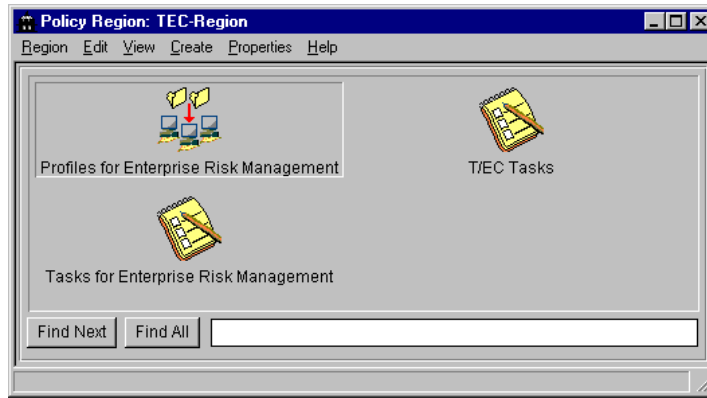 Policy Region: TEC-Region
Region Edit View Create Properties Help
Profiles for Enterprise Risk Management
T/EC Tasks
Tasks for Enterprise Risk Management
Find Next Find All